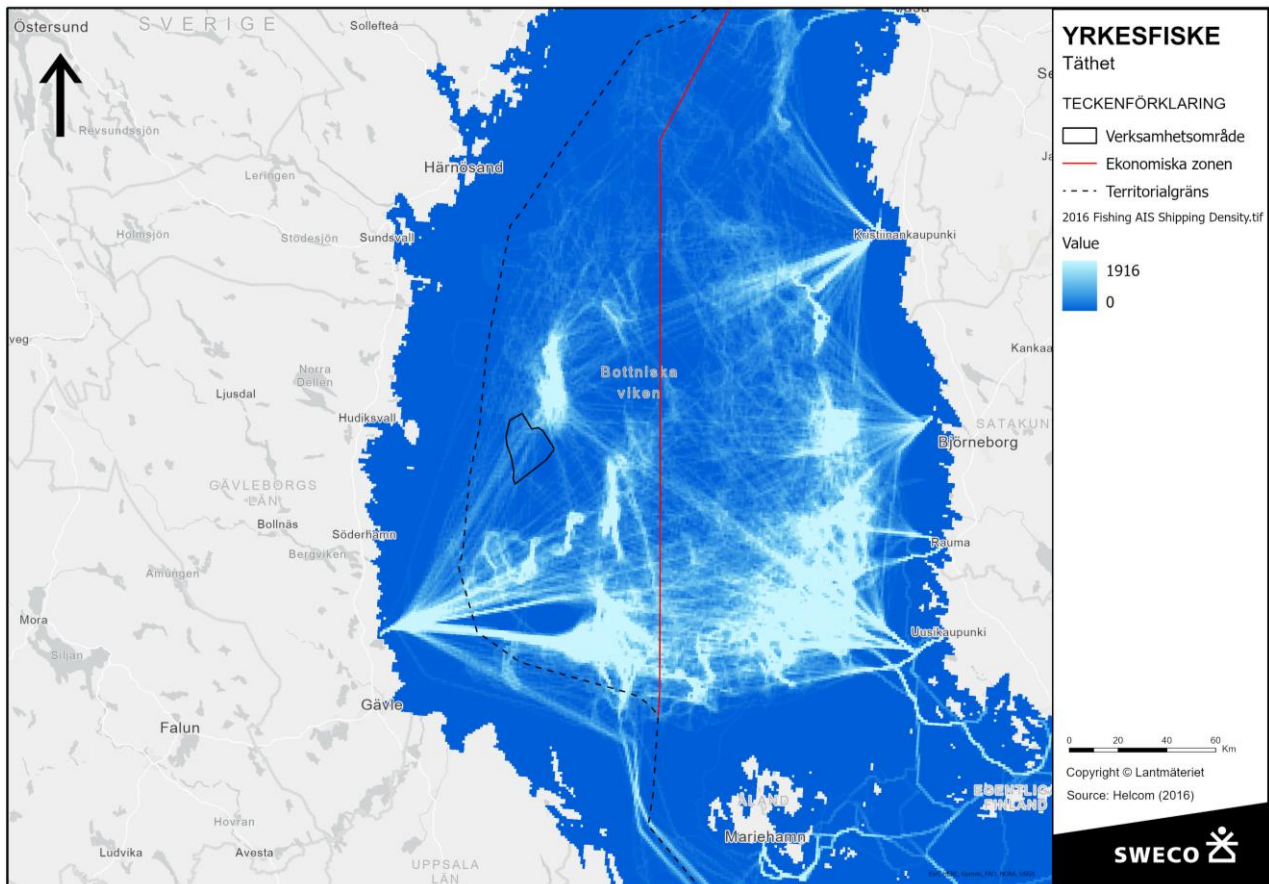 Östersund
SVERIGE
Sollefteå
Revsundssjön
Leringen
Härnösand
Holmsjön
Stödesjön
Sundsvall
Kristiinankaupunki
Kankaa
Norra
Dellen
Ljusdal
Hudiksvall
Bottniska
viken
SATAKUN
Björneborg
GÄVLEBORGS
LÄN
Bollnäs
Söderhamn
Bergviken
Amungen
Rauma
Mora
Siljan
Uusikaupunki
Gävle
Falun
EGENTLIG
FINLAND
ÅLAND
Mariehamn
Hovran
Ludvika
Avesta
UPPSALA
LÄN
YRKESFISKE
Täthet
TECKENFÖRKLARING
Verksamhetsområde
Ekonomiska zonen
Territorialgräns
2016 Fishing AIS Shipping Density.tif
Value
1916
0
0 20 40 60
Km
Copyright © Lantmäteriet
Source: Helcom (2016)
SWECO